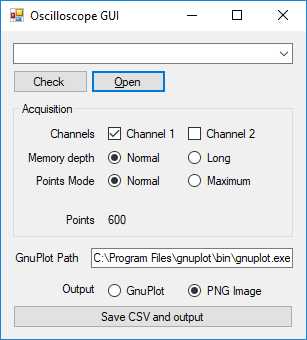 Oscilloscope GUI
Check Open
Acquisition
Channels Channel 1 Channel 2
Memory depth Normal Long
Points Mode Normal Maximum
Points 600
GnuPlot Path C:\Program Files\gnuplot\bin\gnuplot.exe
Output GnuPlot PNG Image
Save CSV and output